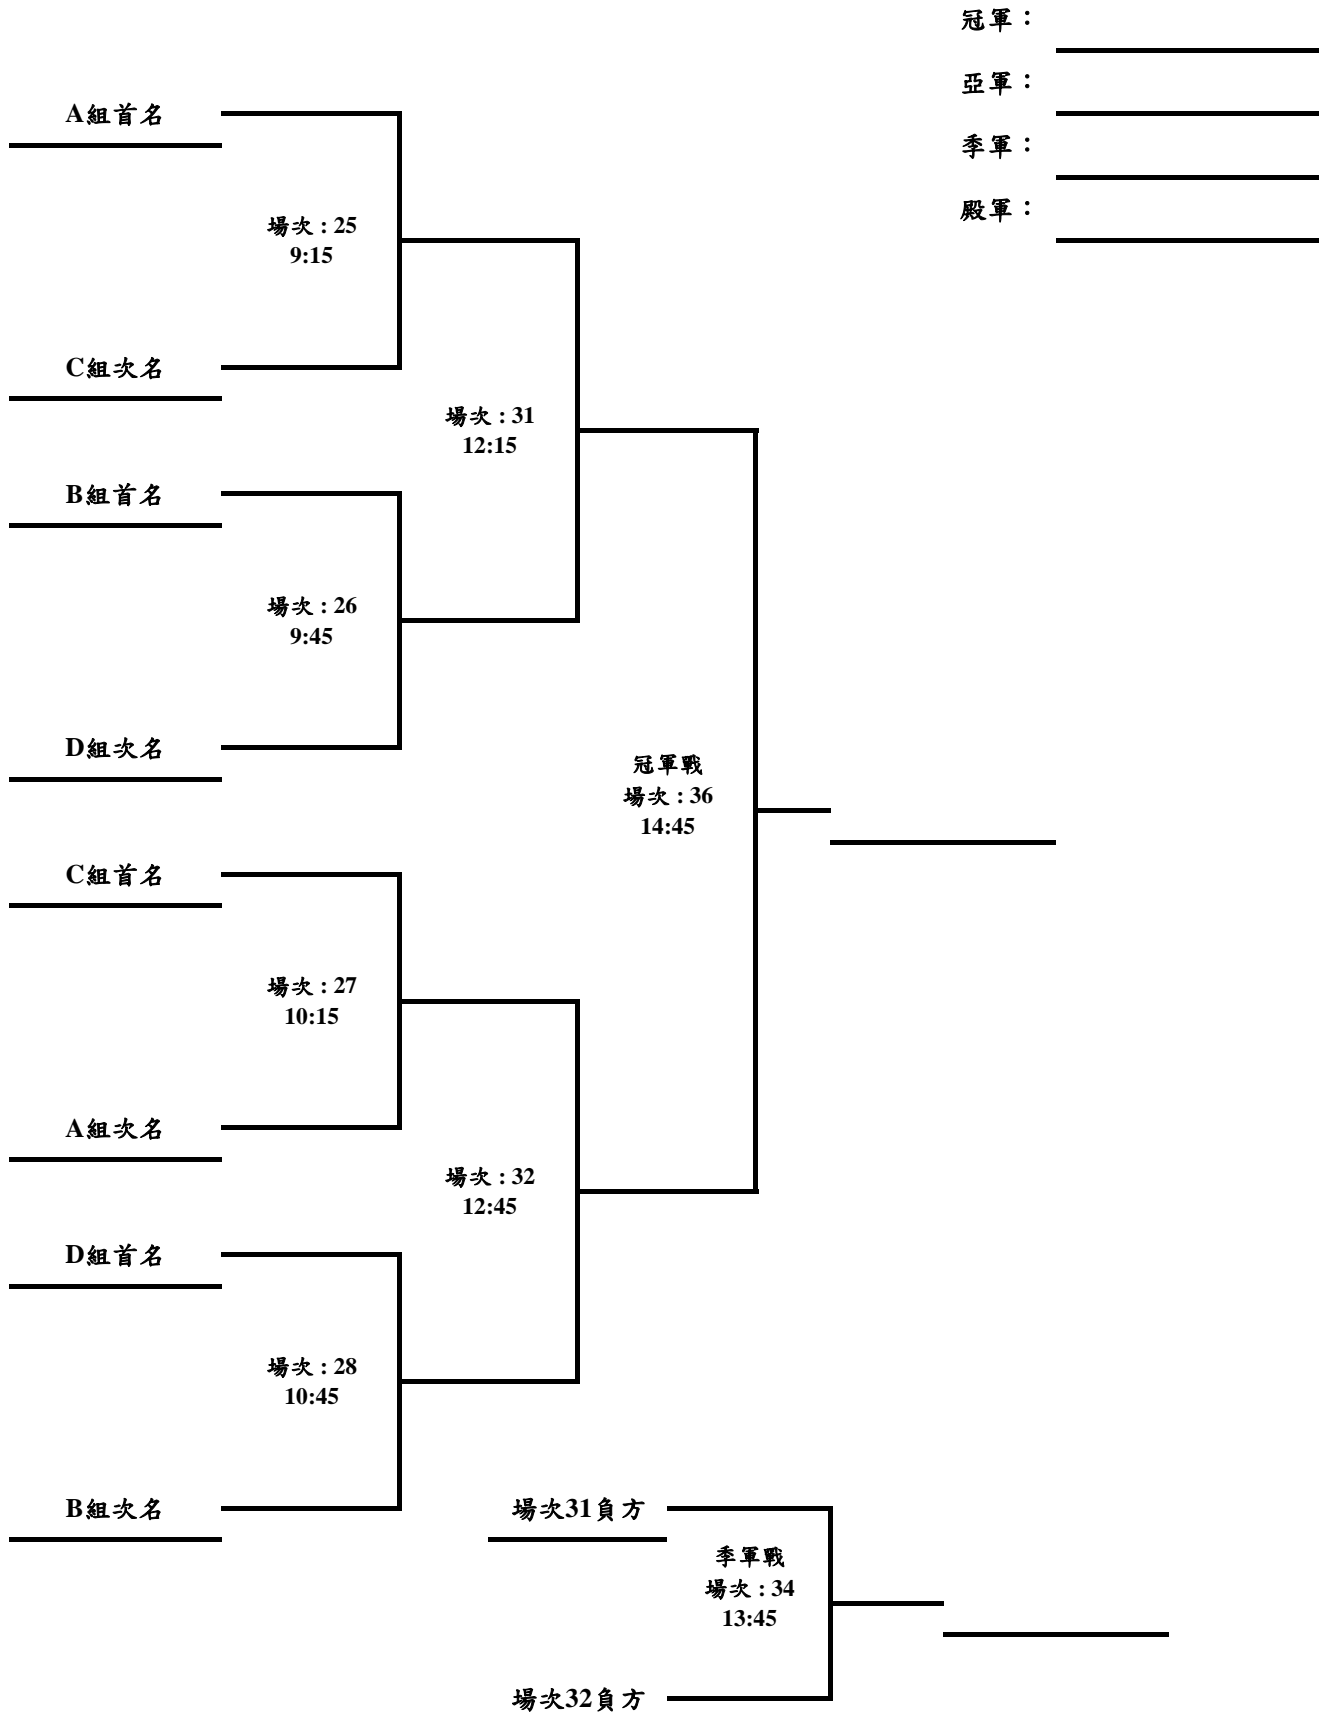 冠軍：
亞軍：
A組首名
季軍：
殿軍：
場次 : 25
9:15
C組次名
場次 : 31
12:15
B組首名
場次 : 26
9:45
D組次名
冠軍戰
場次 : 36
14:45
C組首名
場次 : 27
10:15
A組次名
場次 : 32
12:45
D組首名
場次 : 28
10:45
B組次名
場次31負方
季軍戰
場次 : 34
13:45
場次32負方